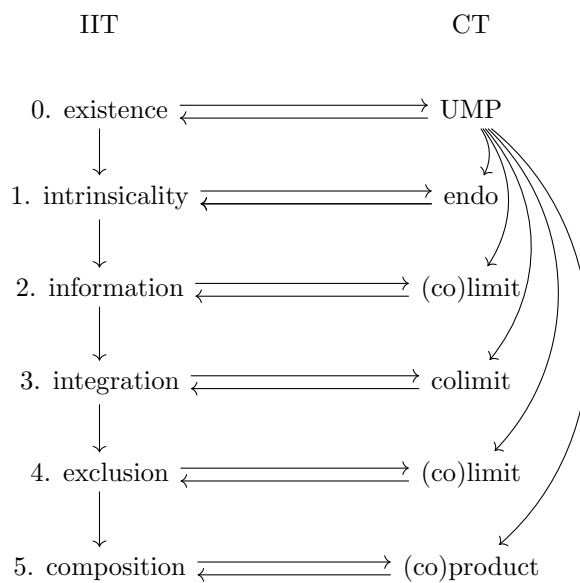 IIT CT
0. existence UMP
1. intrinsicality endo
2. information (co)limit
3. integration colimit
4. exclusion (co)limit
5. composition (co)product